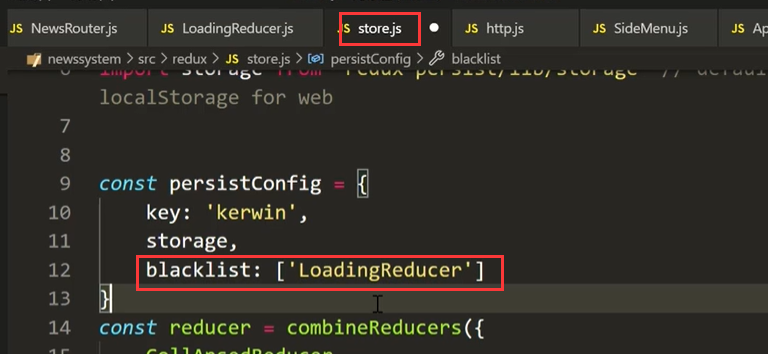 JS NewsRouter.js JS LoadingReducer.js JS store.js JS http.js JS SideMenu.js JS Ap
newssystem > src > redux > JS store.js > persistConfig > blacklist
6 import storage from 'redux-persist/lib/storage' // defaul
localStorage for web
7
8
9 const persistConfig = {
10 key: 'kerwin',
11 storage,
12 blacklist: ['LoadingReducer']
13 }
14 const reducer = combineReducers({
15 CollApsedReducer